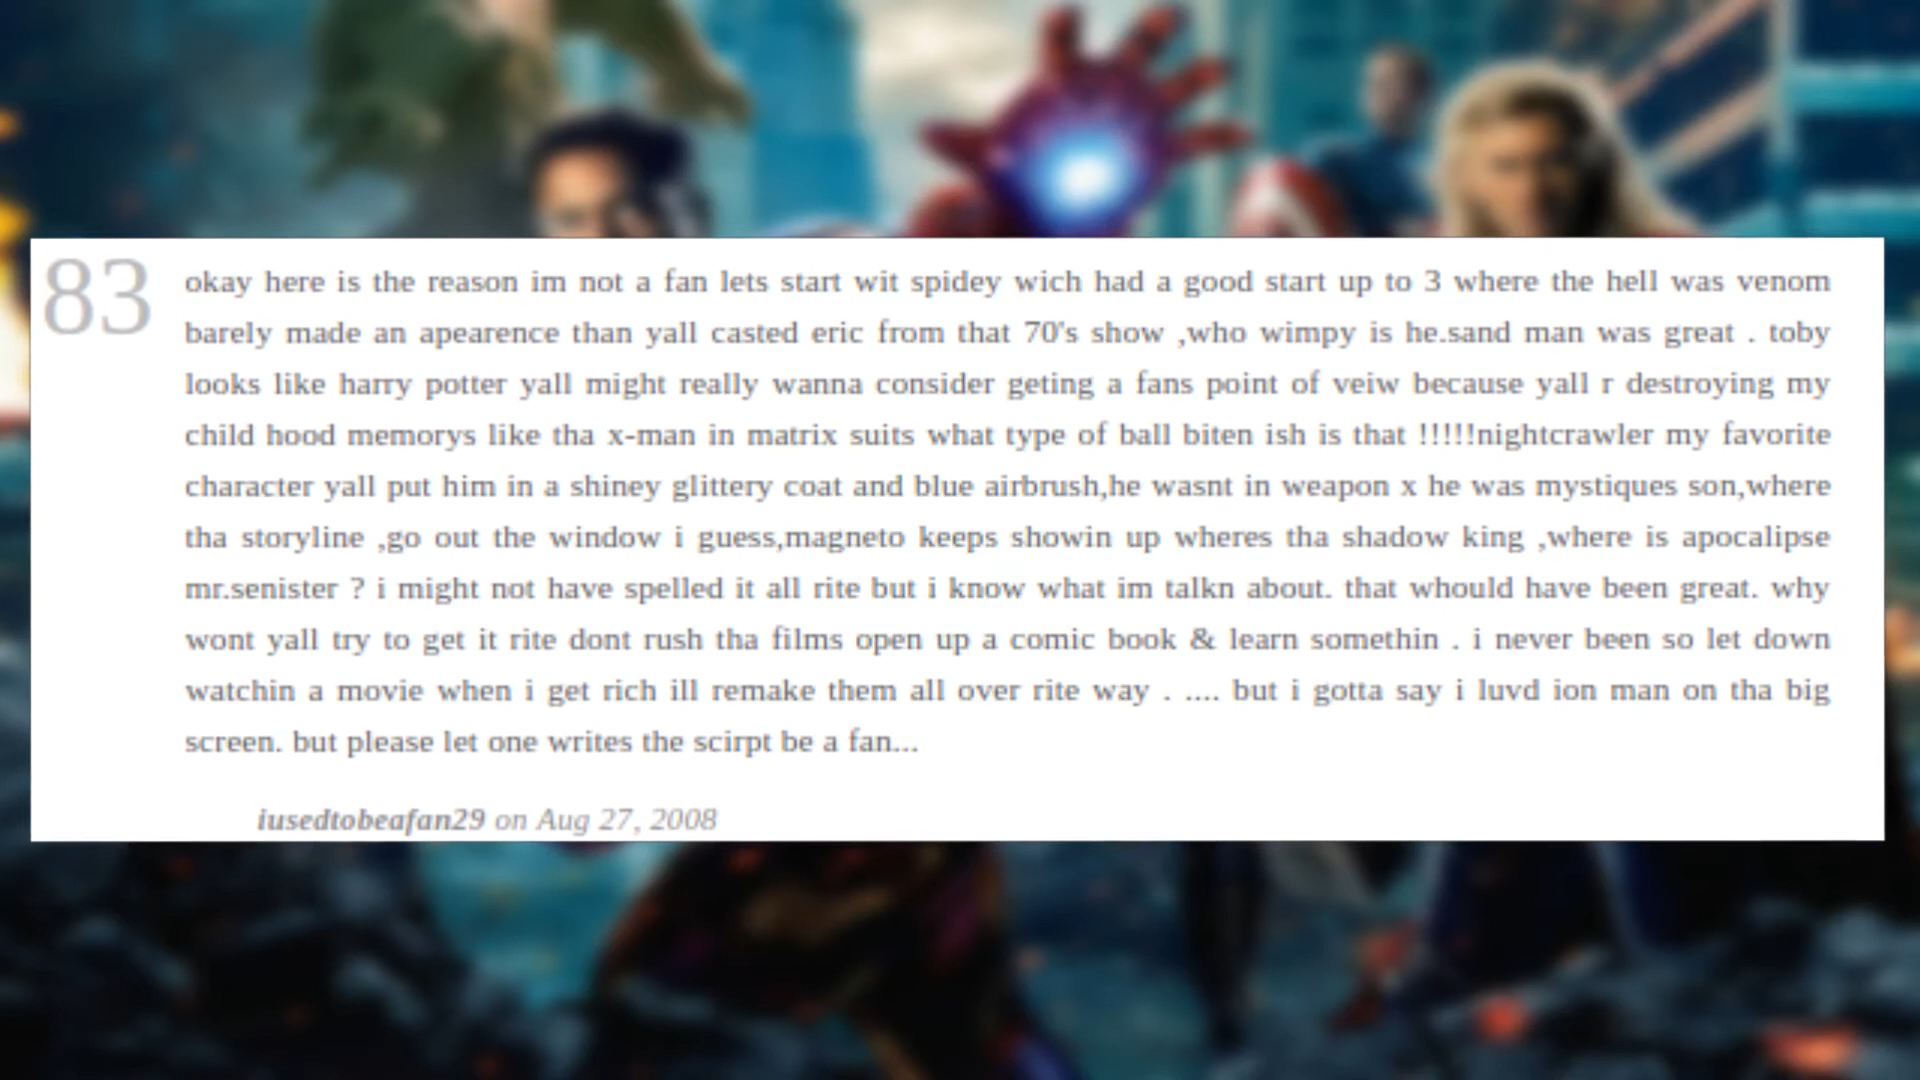 83
okay here is the reason im not a fan lets start wit spidey wich had a good start up to 3 where the hell was venom
barely made an apearence than yall casted eric from that 70's show ,who wimpy is he.sand man was great . toby
looks like harry potter yall might really wanna consider geting a fans point of veiw because yall r destroying my
child hood memorys like tha x-man in matrix suits what type of ball biten ish is that !!!!!nightcrawler my favorite
character yall put him in a shiney glittery coat and blue airbrush,he wasnt in weapon x he was mystiques son,where
tha storyline ,go out the window i guess,magneto keeps showin up wheres tha shadow king ,where is apocalipse
mr.senister ? i might not have spelled it all rite but i know what im talkn about. that whould have been great. why
wont yall try to get it rite dont rush tha films open up a comic book & learn somethin . i never been so let down
watchin a movie when i get rich ill remake them all over rite way . .... but i gotta say i luvd ion man on tha big
screen. but please let one writes the scirpt be a fan...
iusedtobeafan29 on Aug 27, 2008